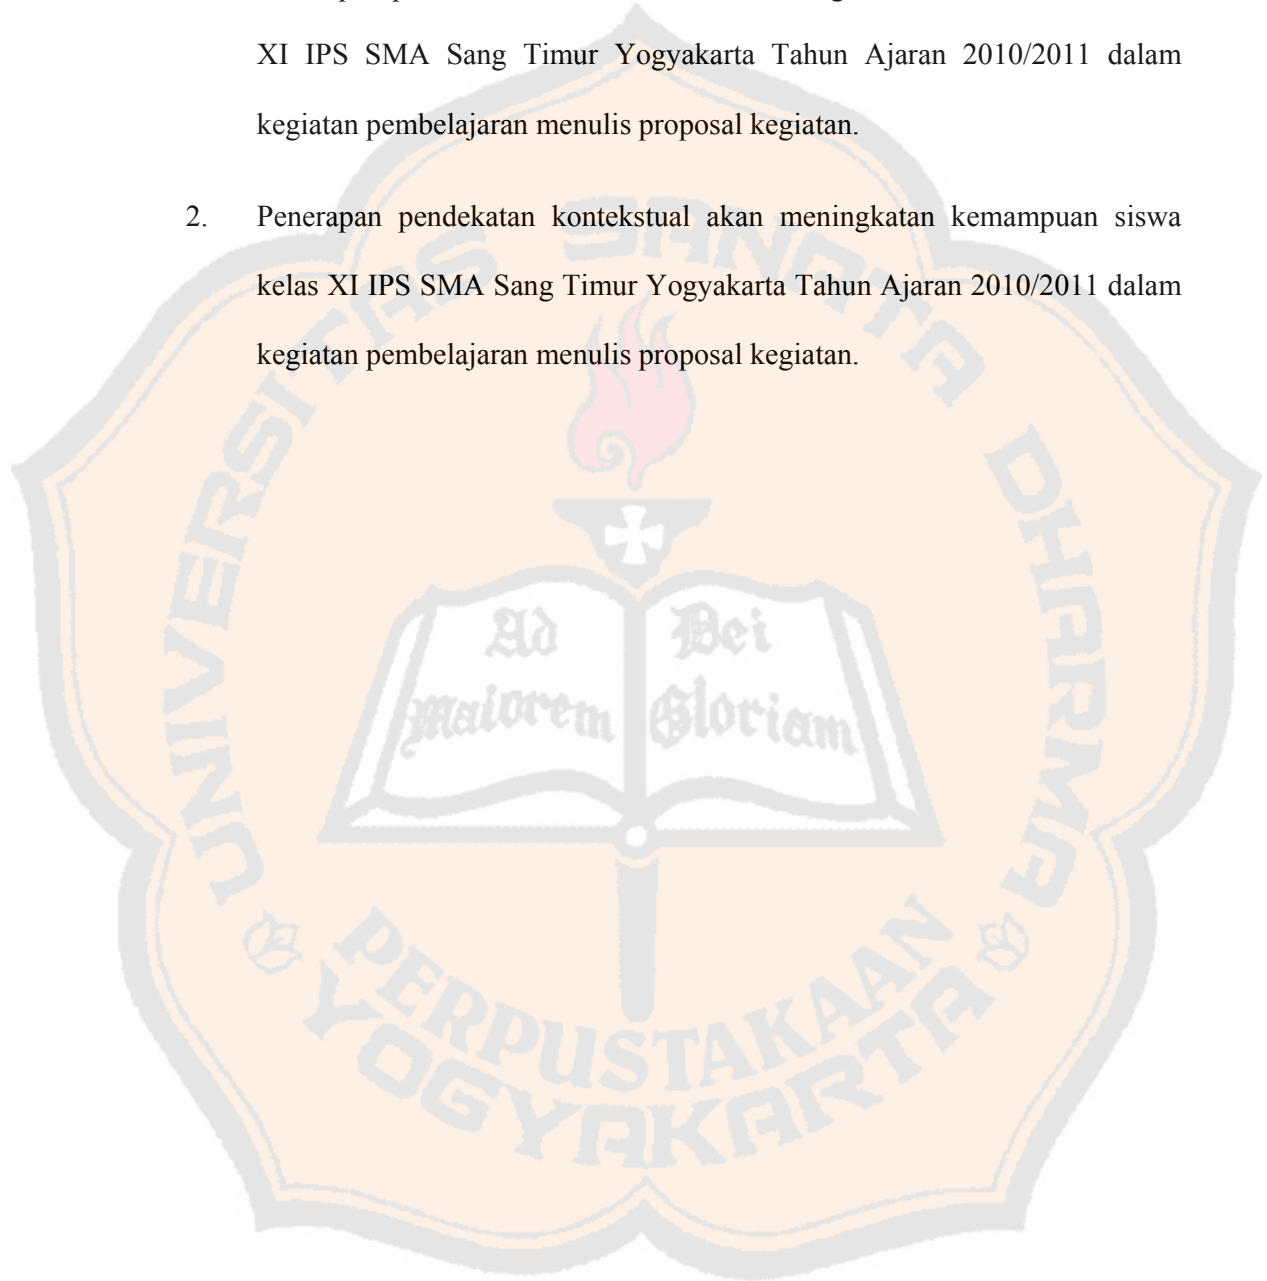 XI IPS SMA Sang Timur Yogyakarta Tahun Ajaran 2010/2011 dalam
kegiatan pembelajaran menulis proposal kegiatan.
2. Penerapan pendekatan kontekstual akan meningkatan kemampuan siswa
kelas XI IPS SMA Sang Timur Yogyakarta Tahun Ajaran 2010/2011 dalam
kegiatan pembelajaran menulis proposal kegiatan.
UNIVERSITAS SANATA DHARMA
Ad Dei
Maiorem Gloriam
PERPUSTAKAAN
YOGYAKARTA